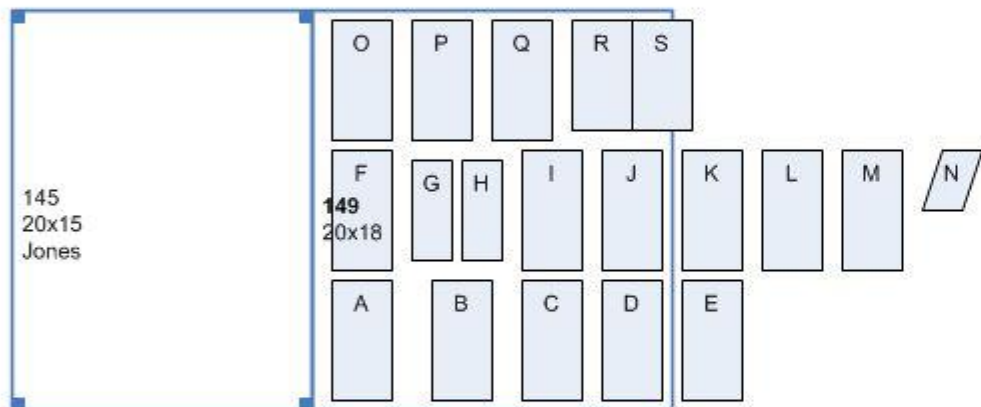 O P Q R S
F G H I J K L M N
145
20x15
Jones
149
20x18
A B C D E